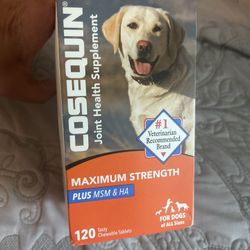 COSEQUIN®
Joint Health Supplement
#1
Veterinarian
Recommended
Brand
MAXIMUM STRENGTH
PLUS MSM & HA
120 Tasty
Chewable Tablets
FOR DOGS
of ALL Sizes